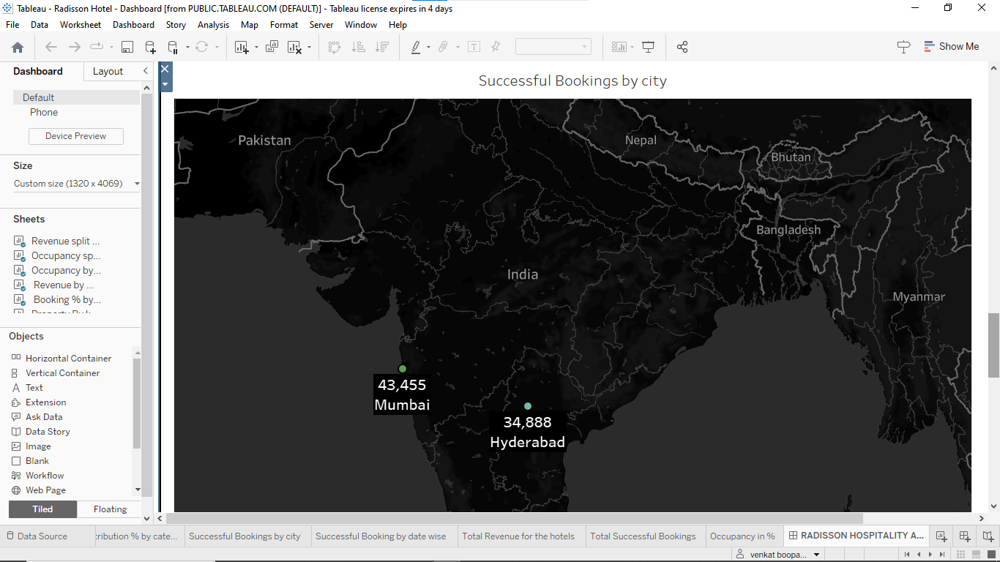 Tableau - Radisson Hotel - Dashboard [from PUBLIC.TABLEAU.COM (DEFAULT)] - Tableau license expires in 4 days
File Data Worksheet Dashboard Story Analysis Map Format Server Window Help
Show Me
Dashboard Layout
Default
Phone
Device Preview
Size
Custom size (1320 x 4069)
Sheets
Revenue split ...
Occupancy sp...
Occupancy by...
Revenue by ...
Booking % by...
Objects
Horizontal Container
Vertical Container
Text
Extension
Ask Data
Data Story
Image
Blank
Workflow
Web Page
Tiled Floating
Successful Bookings by city
Pakistan
Nepal
Bhutan
Bangladesh
India
Myanmar
43,455
Mumbai
34,888
Hyderabad
Data Source
tribution % by cate...
Successful Bookings by city
Successful Booking by date wise
Total Revenue for the hotels
Total Successful Bookings
Occupancy in %
RADISSON HOSPITALITY A...
venkat boopa...